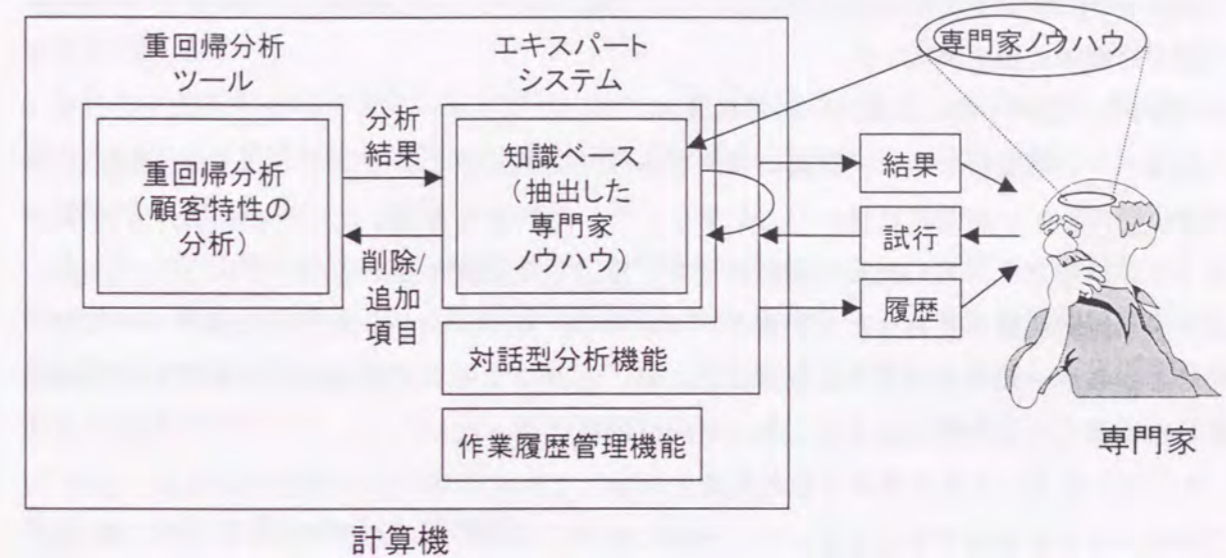 重回帰分析
ツール
エキスパート
システム
専門家ノウハウ
分析
結果
重回帰分析
(顧客特性の
分析)
知識ベース
(抽出した
専門家
ノウハウ)
削除/
追加
項目
結果
試行
履歴
対話型分析機能
作業履歴管理機能
専門家
計算機